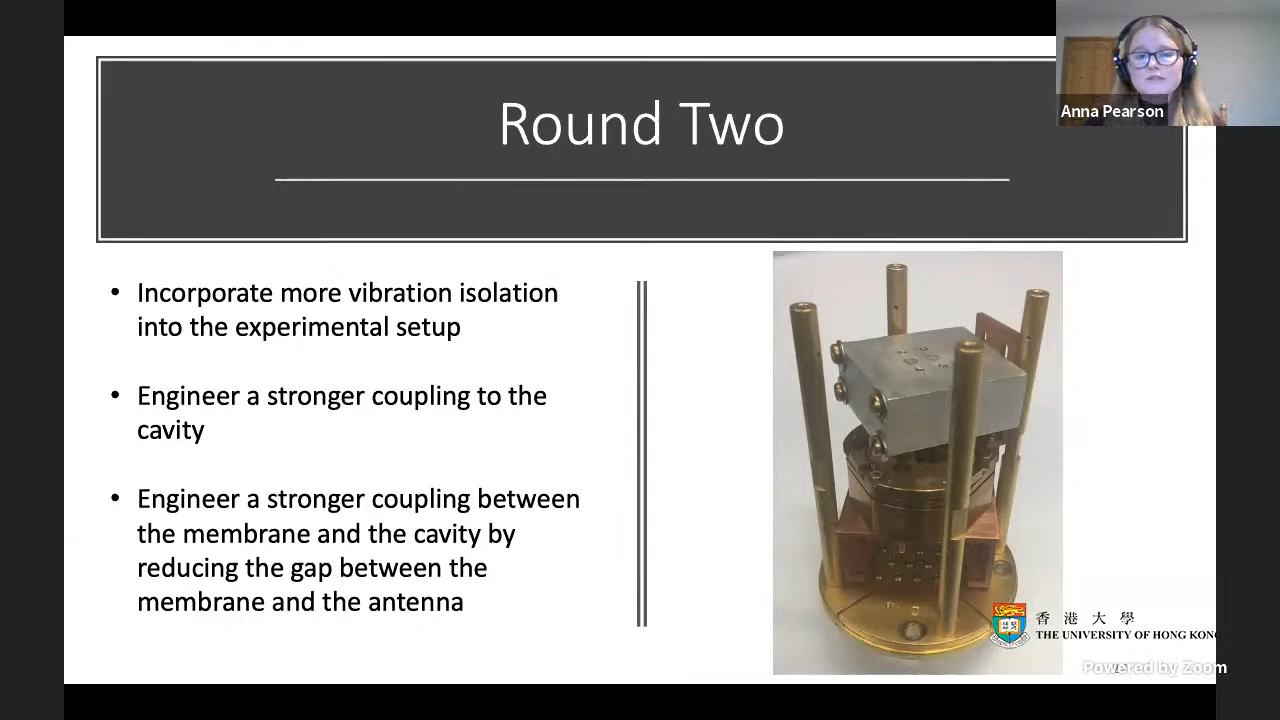 Round Two
Anna Pearson
• Incorporate more vibration isolation
into the experimental setup
• Engineer a stronger coupling to the
cavity
• Engineer a stronger coupling between
the membrane and the cavity by
reducing the gap between the
membrane and the antenna
香港大學
THE UNIVERSITY OF HONG KONG
Powered by Zoom